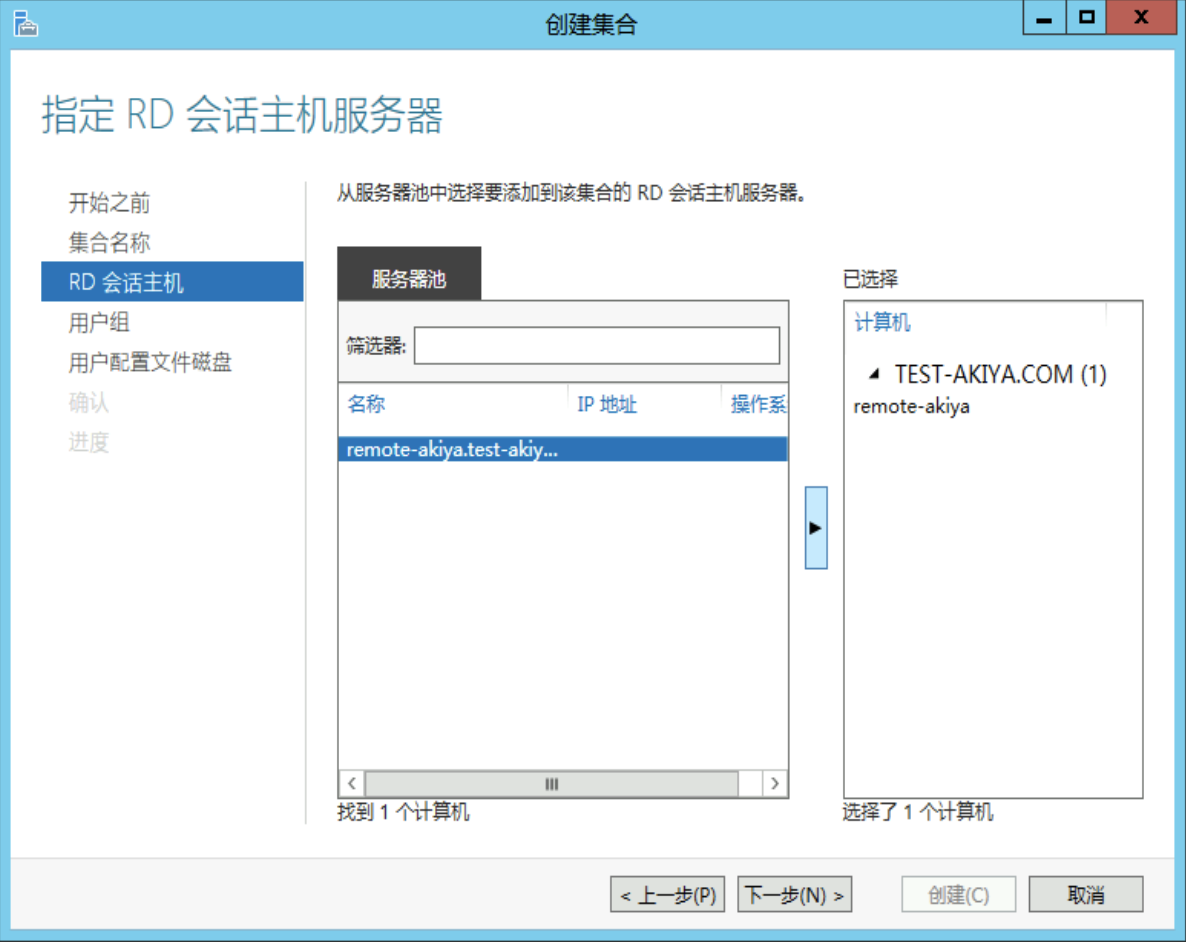 创建集合
指定 RD 会话主机服务器
开始之前
集合名称
RD 会话主机
用户组
用户配置文件磁盘
确认
进度
从服务器池中选择要添加到该集合的 RD 会话主机服务器。
服务器池
筛选器:
名称 IP 地址 操作系
remote-akiya.test-akiy...
找到 1 个计算机
已选择
计算机
TEST-AKIYA.COM (1)
remote-akiya
选择了 1 个计算机
< 上一步(P) 下一步(N) > 创建(C) 取消